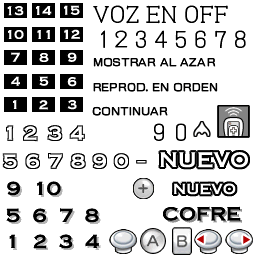 13 14 15
VOZ EN OFF
10 11 12
1 2 3 4 5 6 7 8
7 8 9
MOSTRAR AL AZAR
4 5 6
REPROD. EN ORDEN
1 2 3
CONTINUAR
1 2 3 4
9 0
5 6 7 8 9 0 -
NUEVO
9 10
NUEVO
5 6 7 8
COFRE
1 2 3 4
A B